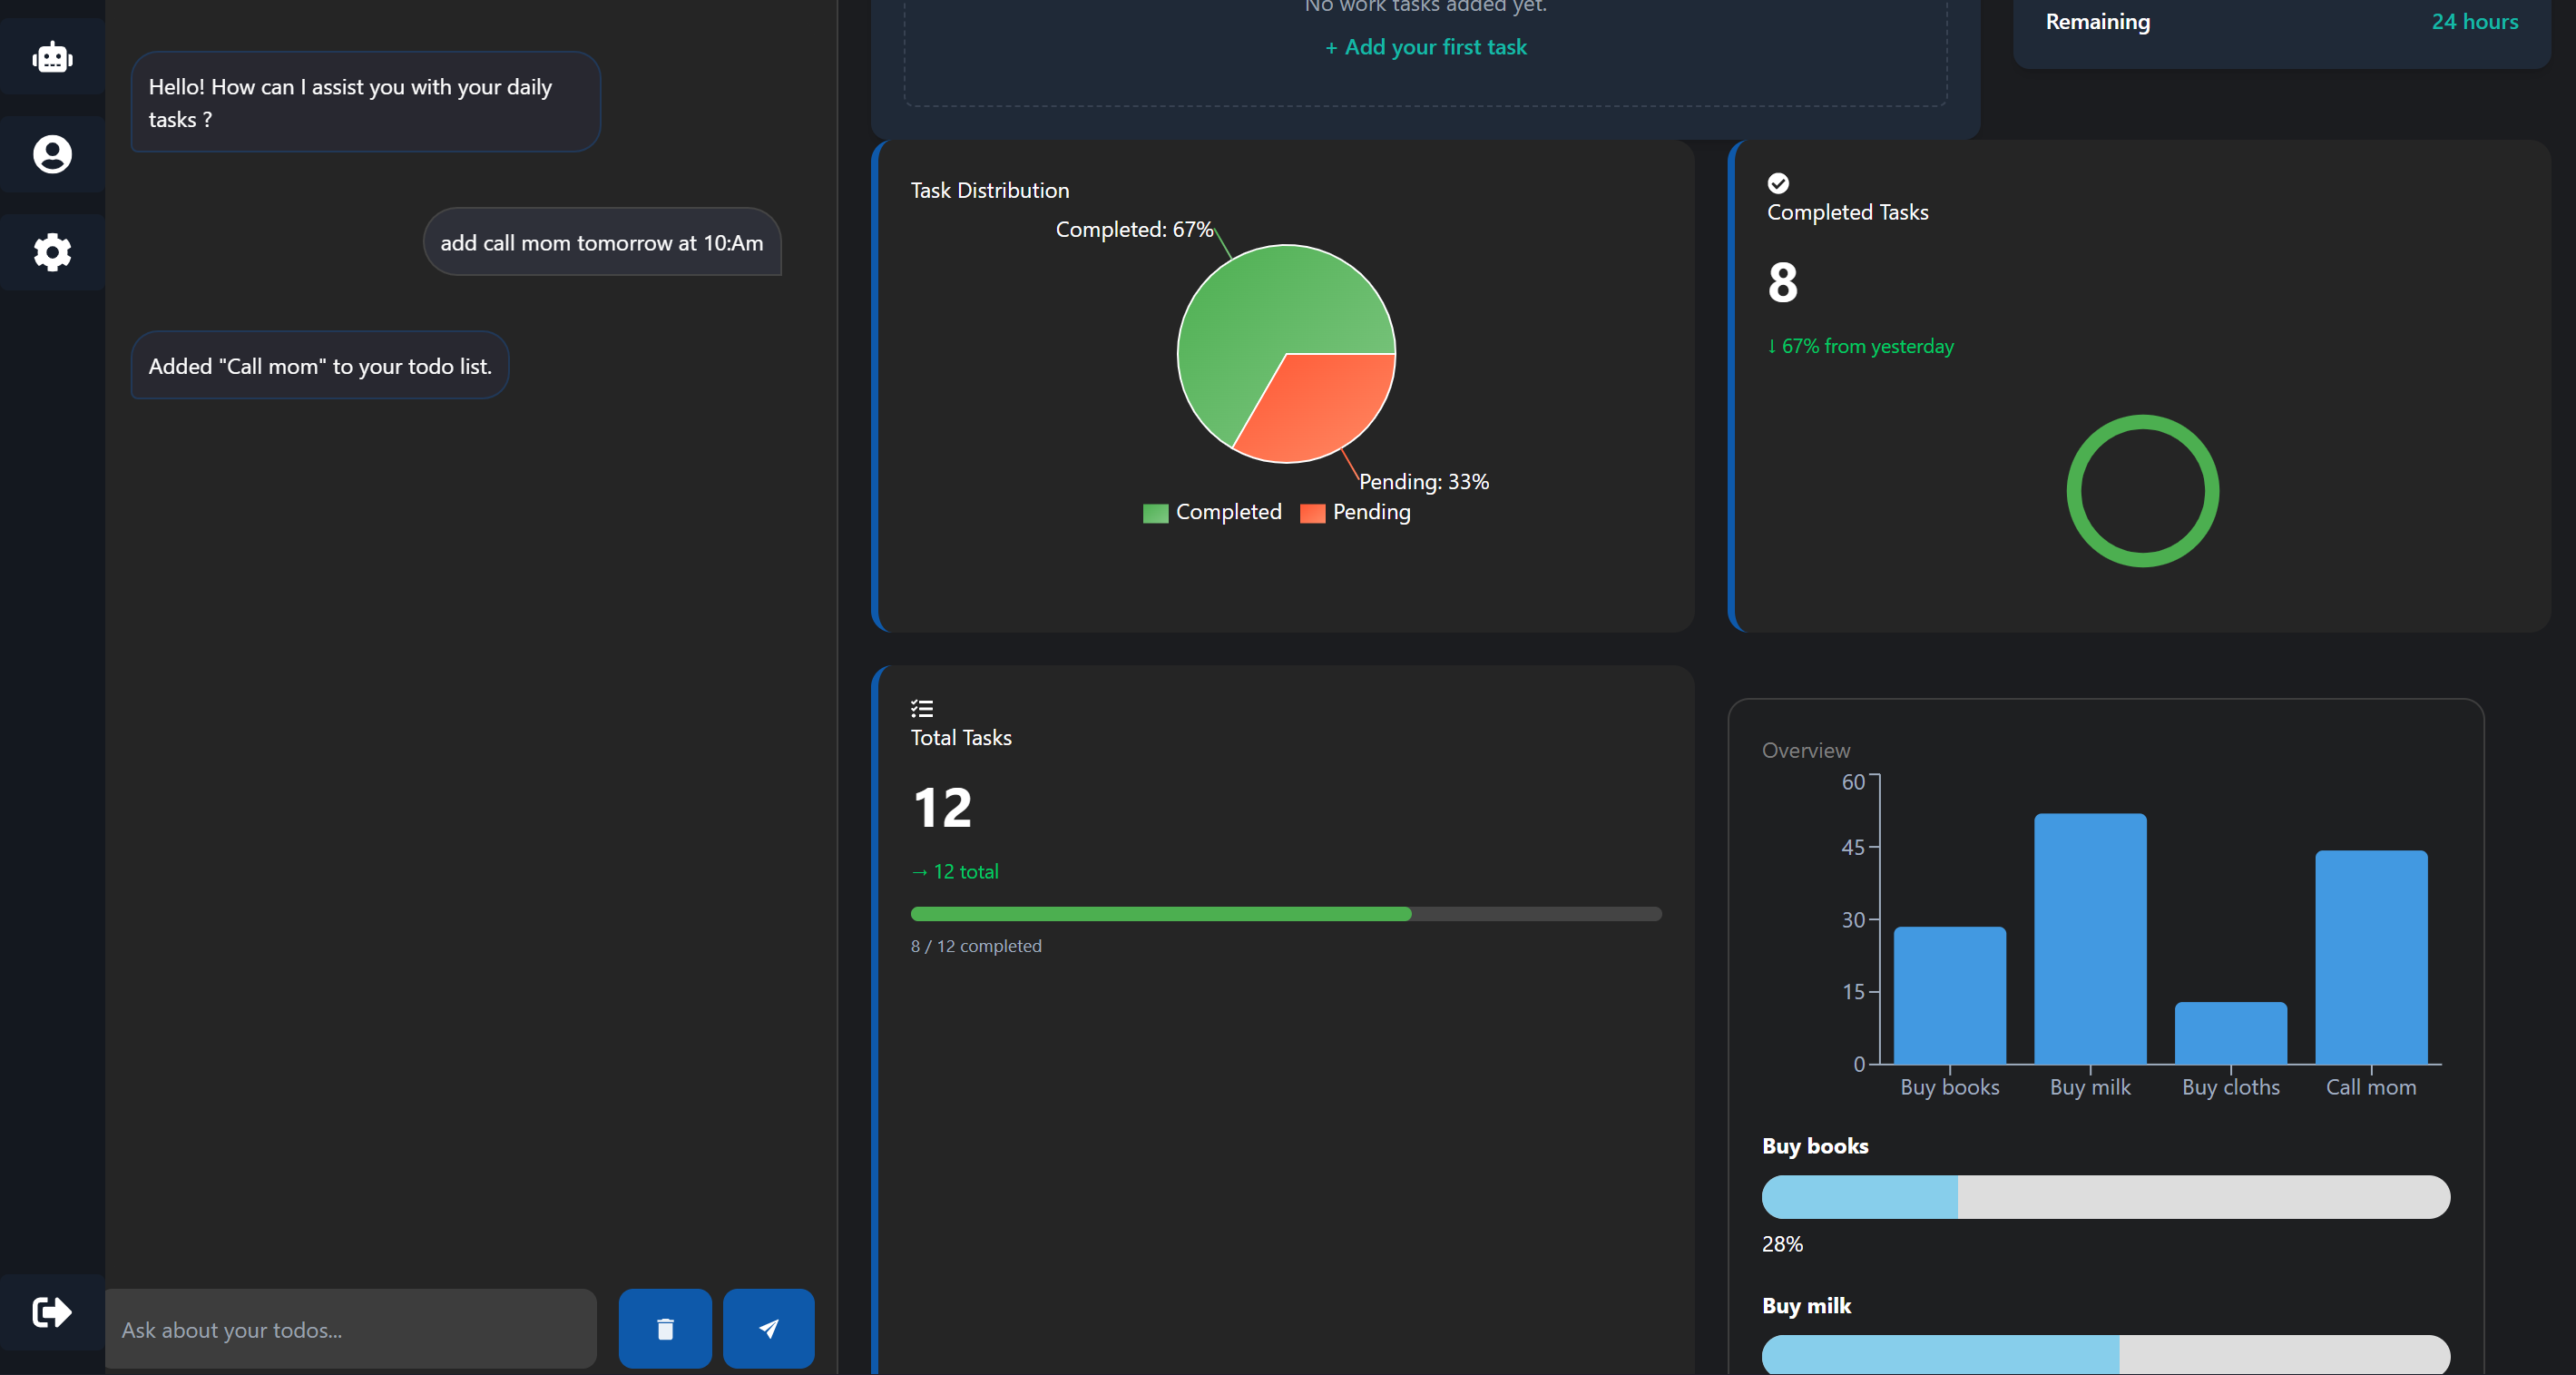 Hello! How can I assist you with your daily
tasks ?
add call mom tomorrow at 10:Am
Added "Call mom" to your todo list.
Ask about your todos...
No work tasks added yet.
+ Add your first task
Remaining
24 hours
Task Distribution
Completed: 67%
Pending: 33%
Completed
Pending
Completed Tasks
8
↓ 67% from yesterday
Total Tasks
12
→ 12 total
8 / 12 completed
Overview
60
45
30
15
0
Buy books
Buy milk
Buy cloths
Call mom
Buy books
28%
Buy milk